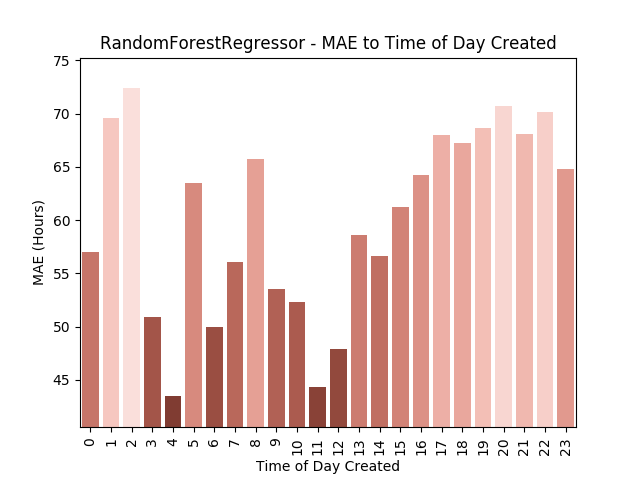 RandomForestRegressor - MAE to Time of Day Created
75
70
65
60
55
50
45
MAE (Hours)
0 1 2 3 4 5 6 7 8 9 10 11 12 13 14 15 16 17 18 19 20 21 22 23
Time of Day Created